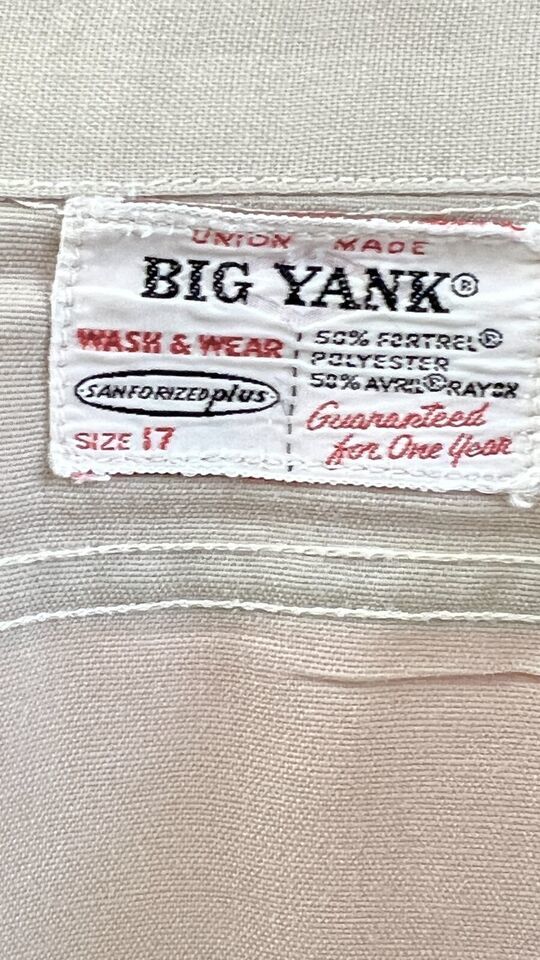 UNION MADE
BIG YANK®
WASH & WEAR
SANFORIZED plus
SIZE 17
50% FORTREL®
POLYESTER
50% AVRIL® RAYON
Guaranteed
for One Year